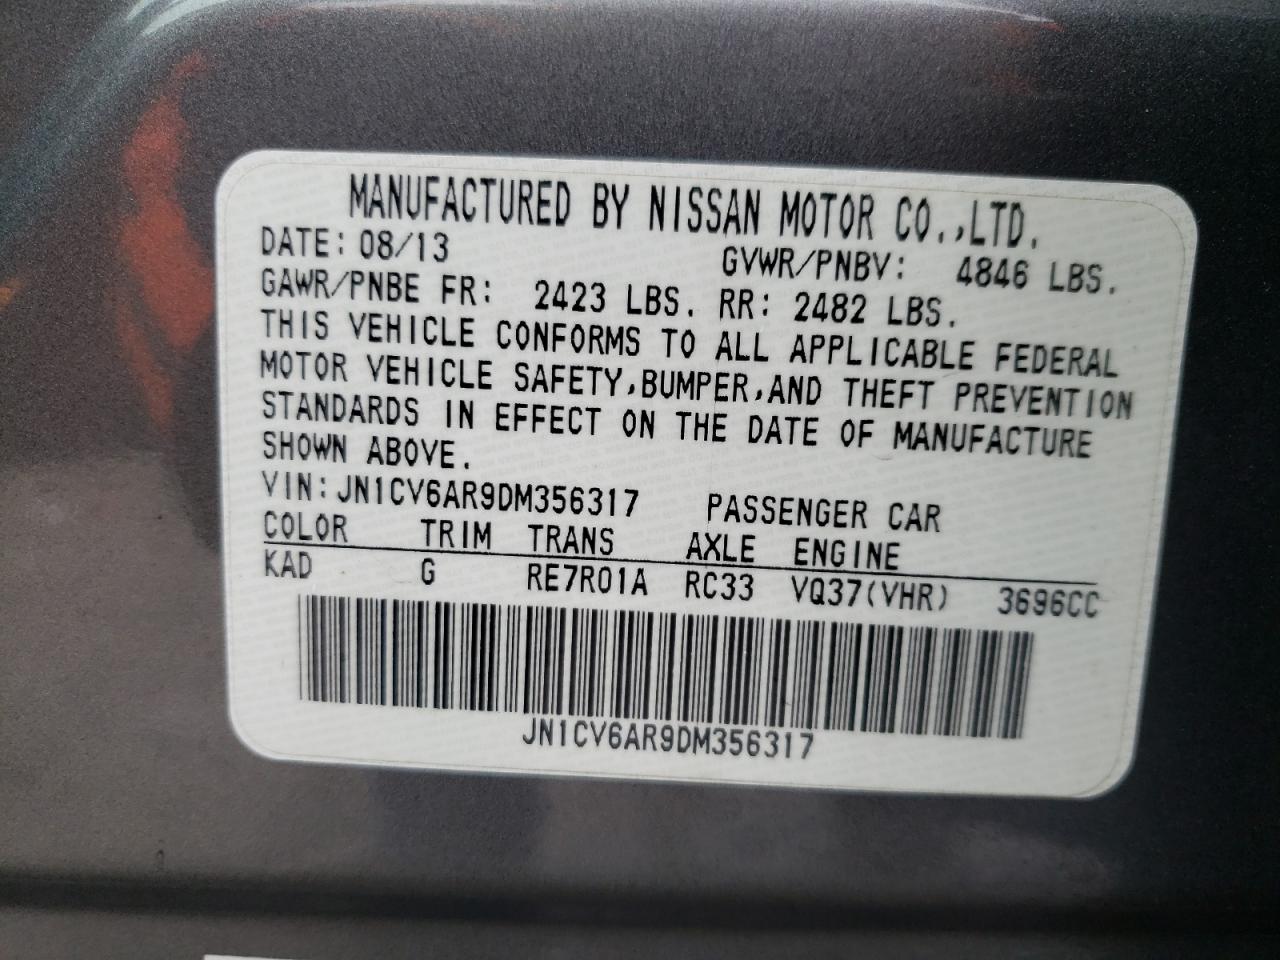 MANUFACTURED BY NISSAN MOTOR CO.,LTD.
DATE: 08/13 GVWR/PNBV: 4846 LBS.
GAWR/PNBE FR: 2423 LBS. RR: 2482 LBS.
THIS VEHICLE CONFORMS TO ALL APPLICABLE FEDERAL
MOTOR VEHICLE SAFETY,BUMPER,AND THEFT PREVENTION
STANDARDS IN EFFECT ON THE DATE OF MANUFACTURE
SHOWN ABOVE.
VIN: JN1CV6AR9DM356317 PASSENGER CAR
COLOR TRIM TRANS AXLE ENGINE
KAD G RE7R01A RC33 VQ37(VHR) 3696CC
JN1CV6AR9DM356317